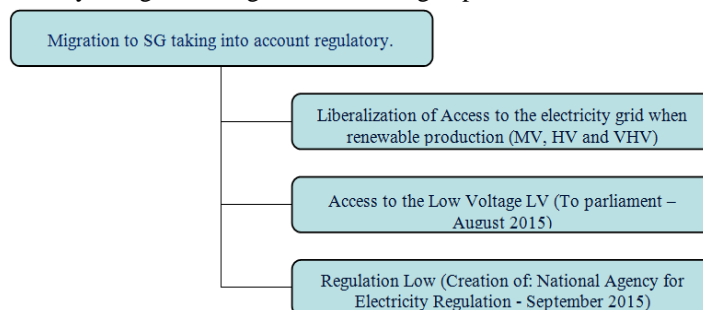 Migration to SG taking into account regulatory.
Liberalization of Access to the electricity grid when
renewable production (MV, HV and VHV)
Access to the Low Voltage LV (To parliament –
August 2015)
Regulation Low (Creation of: National Agency for
Electricity Regulation - September 2015)